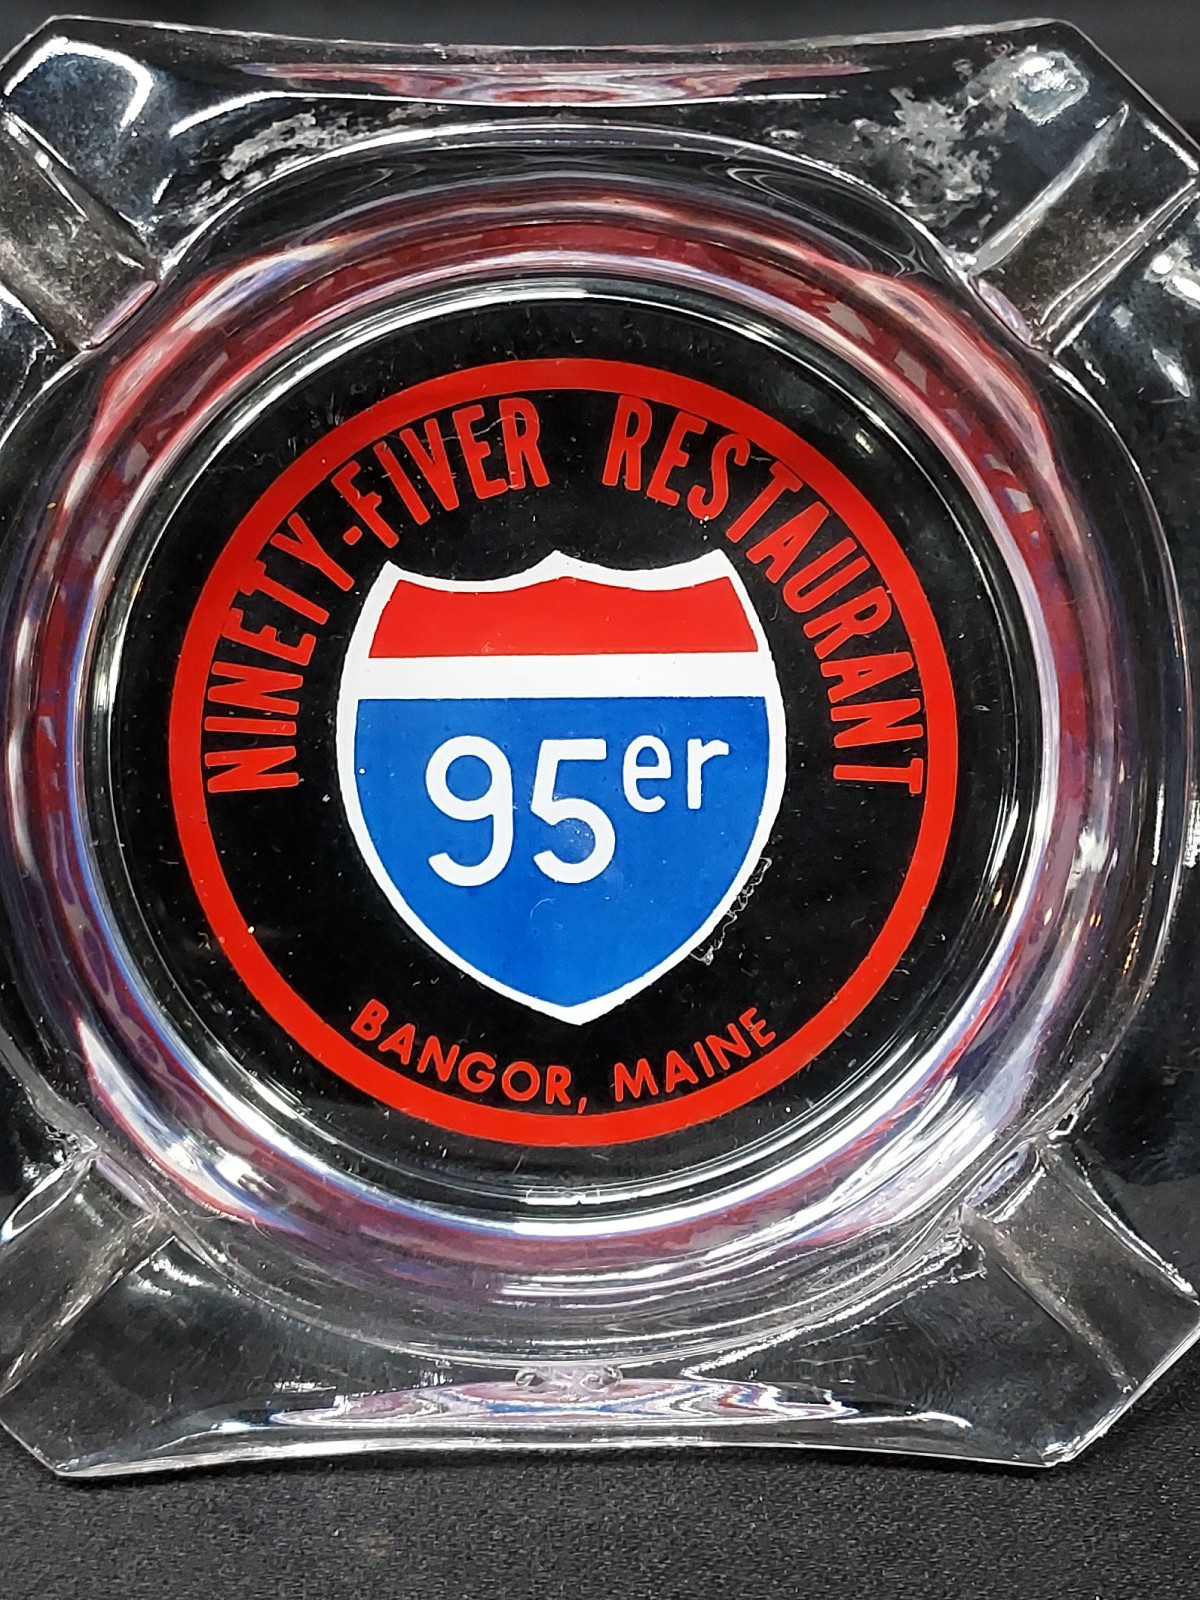 NINETY-FIVER RESTAURANT
95er
BANGOR, MAINE